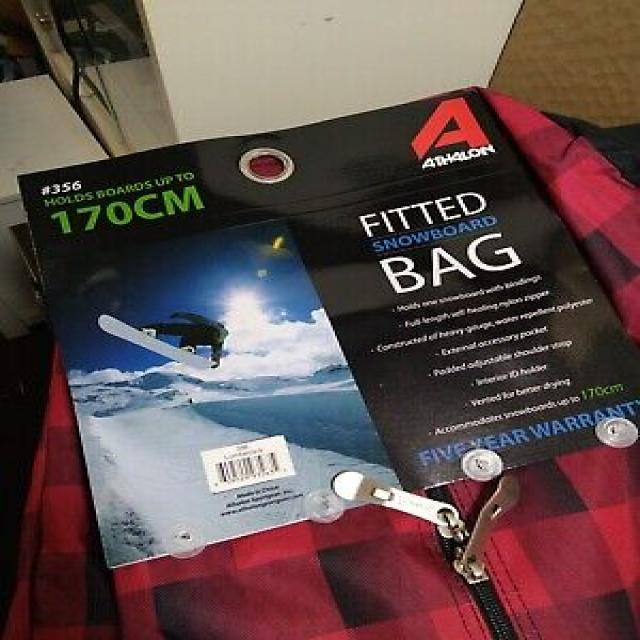 #356
HOLDS BOARDS UP TO
170CM
ATHALON
FITTED
SNOWBOARD
BAG
· Holds one snowboard with bindings
· Full length self healing nylon zipper
· Constructed of heavy gauge, water repellent polyester
· External accessory pocket
· Padded adjustable shoulder strap
· Interior ID holder
· Vented for better drying
· Accommodates snowboards up to 170cm
FIVE YEAR WARRANTY
Made in China